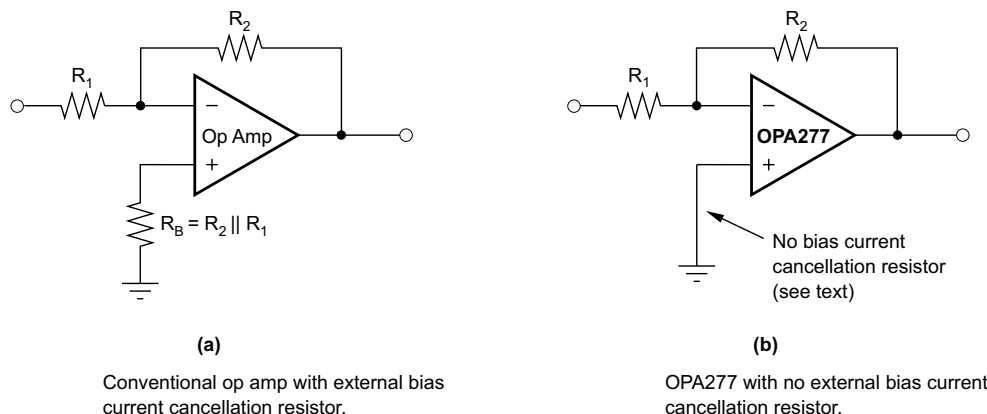 R2
R1
−
Op Amp
+
RB = R2 || R1
(a)
Conventional op amp with external bias
current cancellation resistor.
R2
R1
−
OPA277
+
No bias current
cancellation resistor
(see text)
(b)
OPA277 with no external bias current
cancellation resistor.